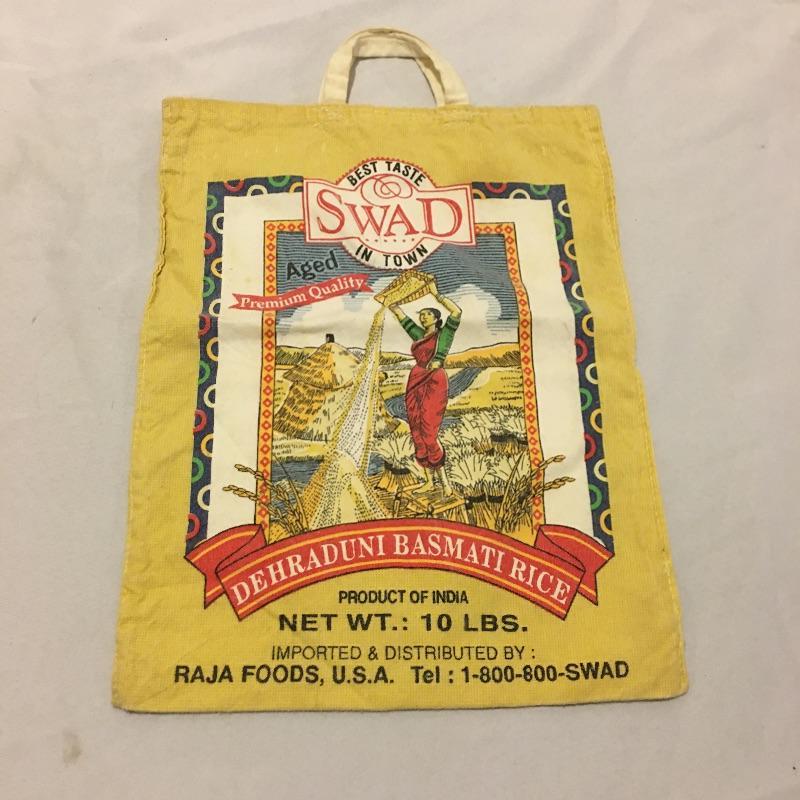 BEST TASTE
SWAD
IN TOWN
Aged
Premium Quality
DEHRADUNI BASMATI RICE
PRODUCT OF INDIA
NET WT.: 10 LBS.
IMPORTED & DISTRIBUTED BY :
RAJA FOODS, U.S.A. Tel : 1-800-800-SWAD